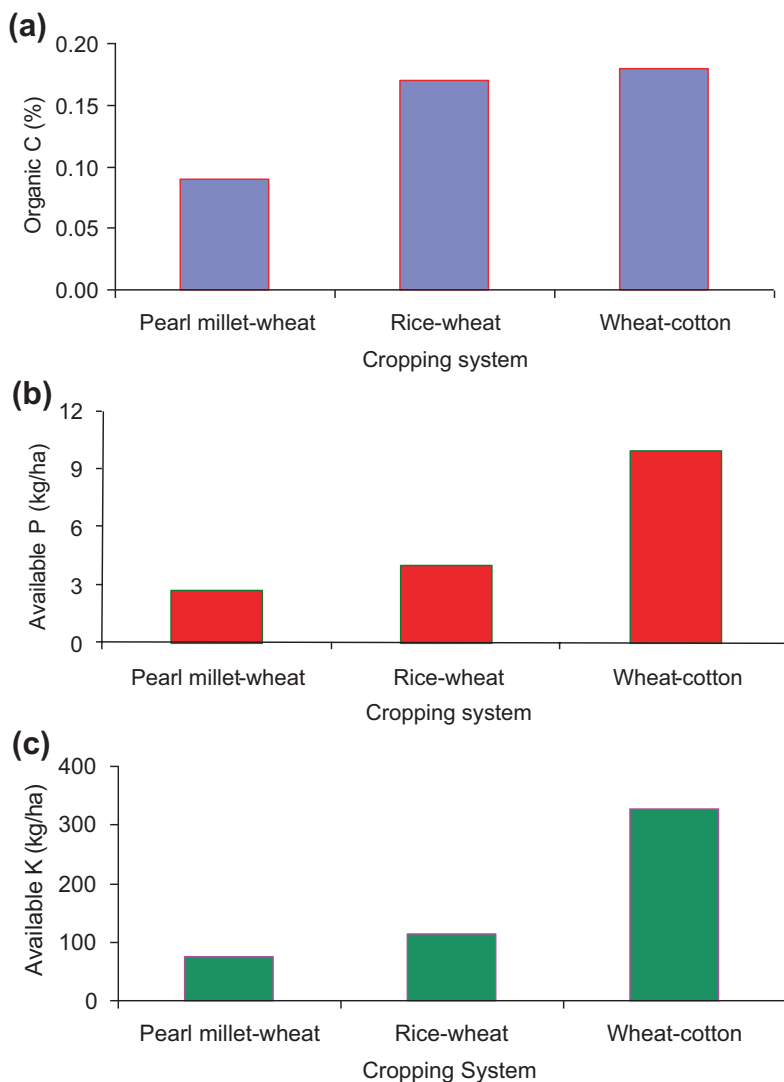 (a)
0.20
0.15
0.10
0.05
0.00
Organic C (%)
Pearl millet-wheat Rice-wheat Wheat-cotton
Cropping system
(b)
12
9
6
3
0
Available P (kg/ha)
Pearl millet-wheat Rice-wheat Wheat-cotton
Cropping system
(c)
400
300
200
100
0
Available K (kg/ha)
Pearl millet-wheat Rice-wheat Wheat-cotton
Cropping System